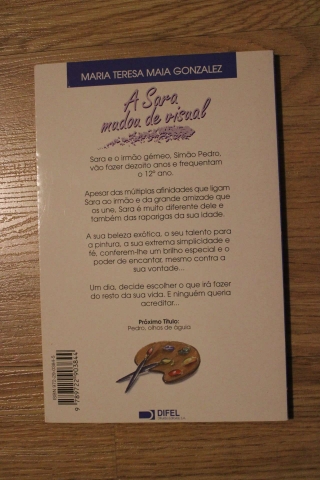 MARIA TERESA MAIA GONZALEZ
A Sara
mudou de visual
Sara e o irmão gémeo, Simão Pedro,
vão fazer dezoito anos e frequentam
o 12º ano.
Apesar das múltiplas afinidades que ligam
Sara ao irmão e da grande amizade que
os une, Sara é muito diferente dele e
também das raparigas da sua idade.
A sua beleza exótica, o seu talento para
a pintura, a sua extrema simplicidade e
fé, conferem-lhe um brilho especial e o
poder de encantar, mesmo contra a
sua vontade...
Um dia, decide escolher o que irá fazer
do resto da sua vida. E ninguém queria
acreditar...
Próximo Título:
Pedro, olhos de águia
9 789722 903844
DIFEL